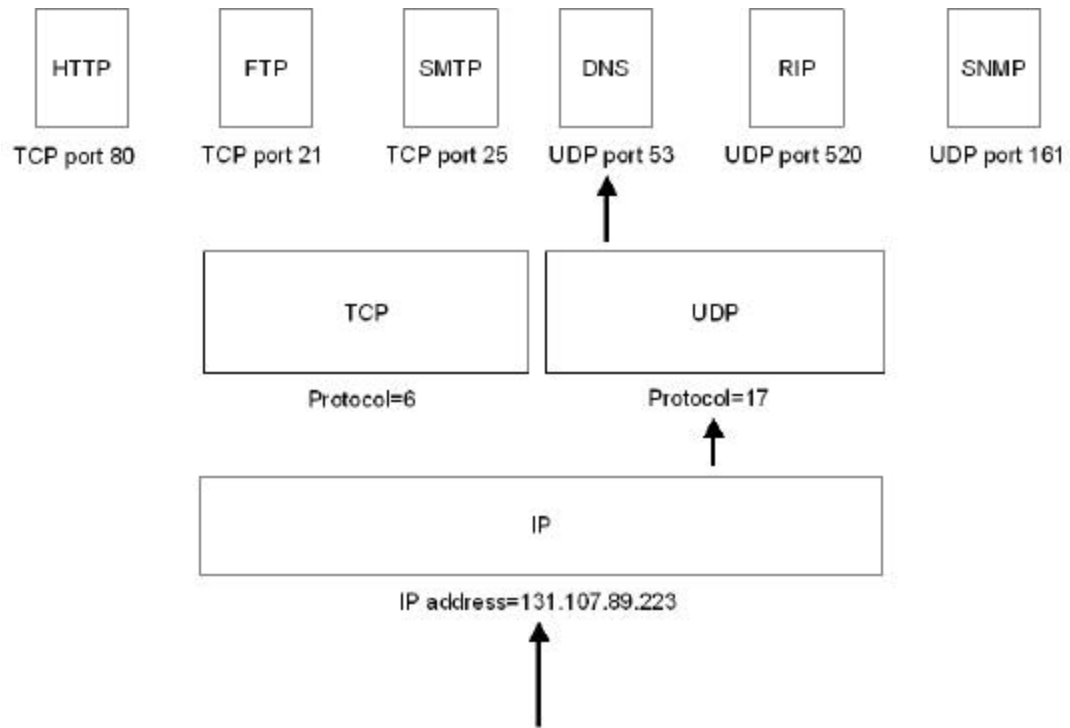 HTTP
FTP
SMTP
DNS
RIP
SNMP
TCP port 80
TCP port 21
TCP port 25
UDP port 53
UDP port 520
UDP port 161
TCP
UDP
Protocol=6
Protocol=17
IP
IP address=131.107.89.223